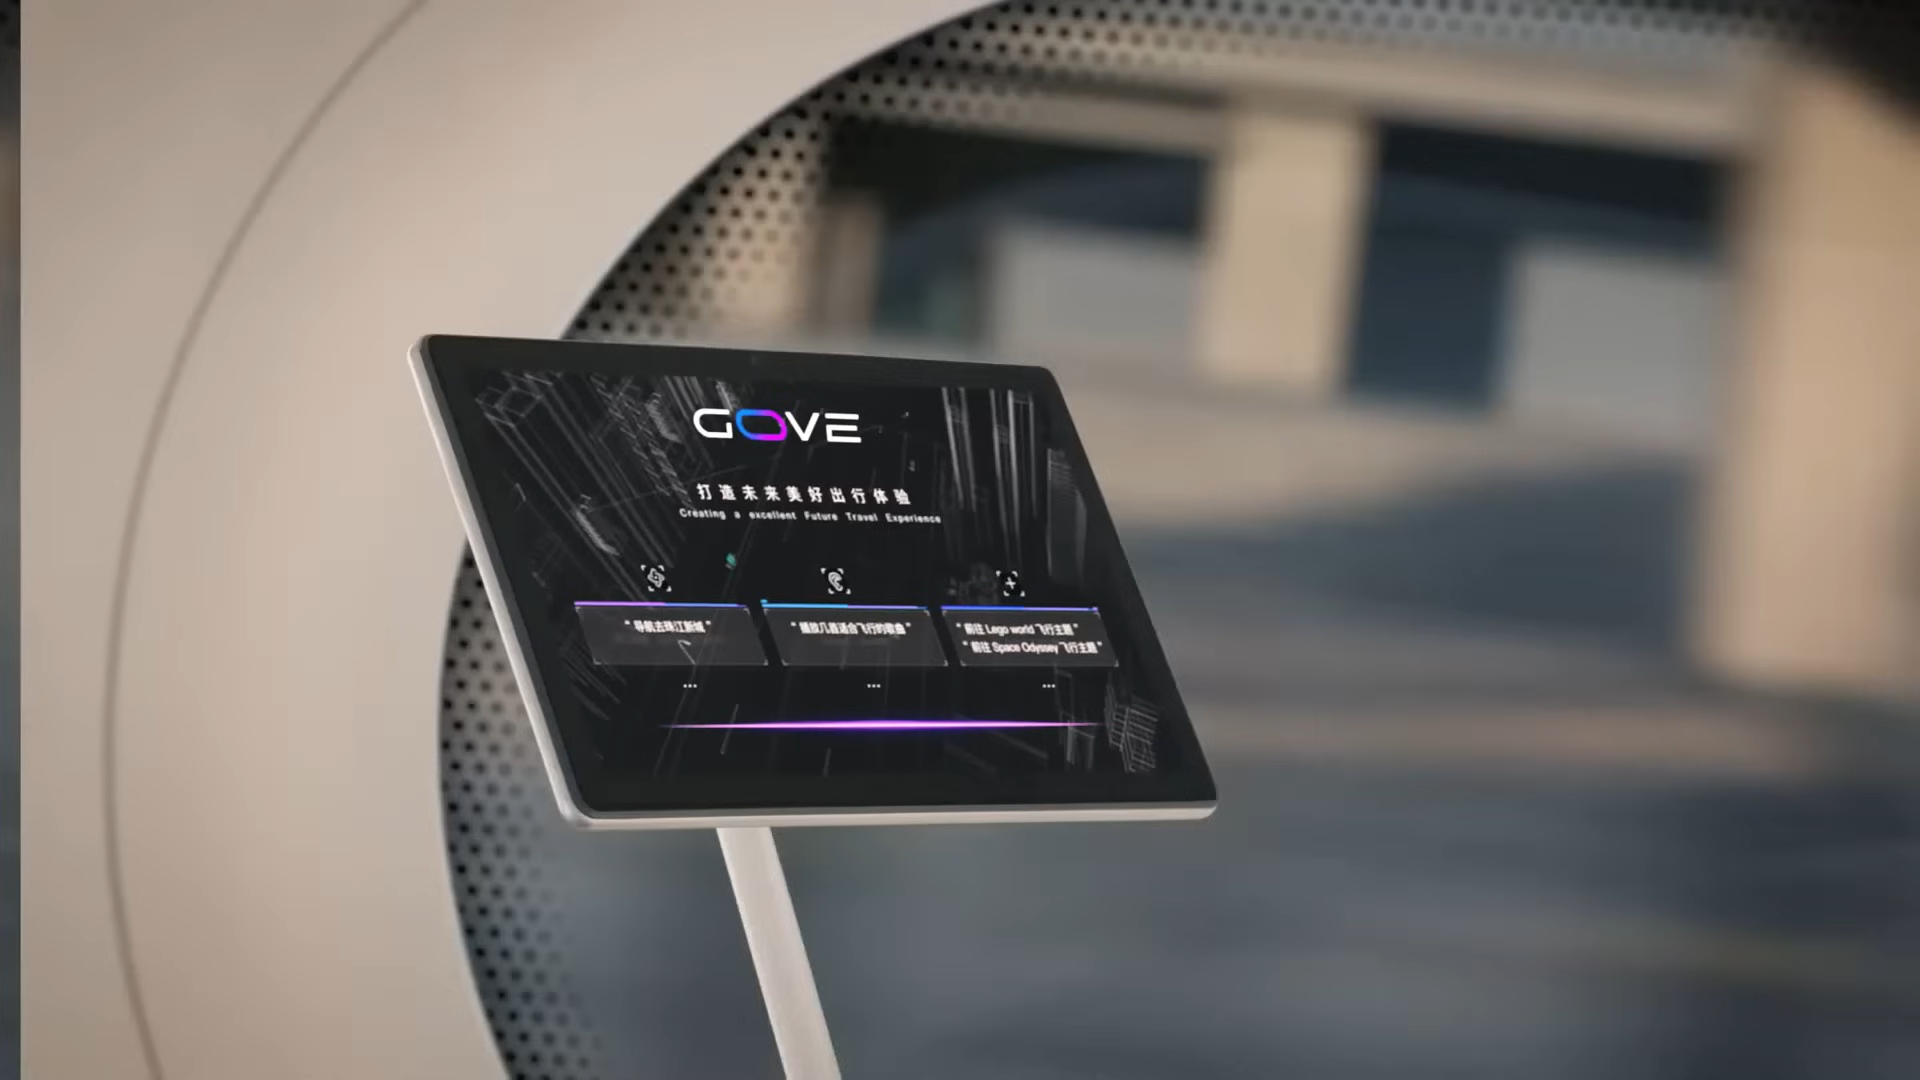 GOVE
打造未来美好出行体验
Creating a excellent Future Travel Experience
“导航去珠江新城”
“播放几首适合飞行的歌曲”
“前往 Lego world 飞行主题”
“前往 Space Odyssey 飞行主题”
...
...
...